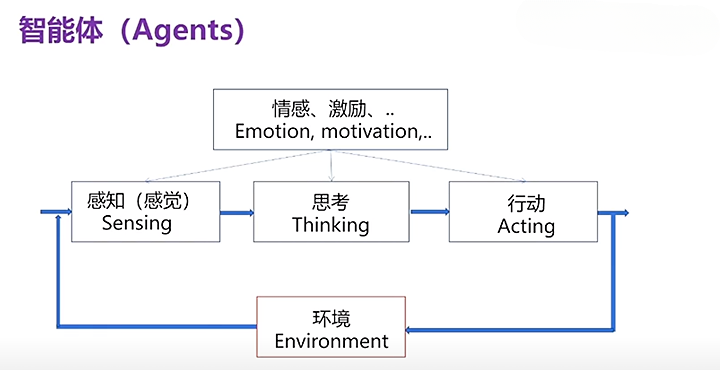 智能体（Agents）
情感、激励、..
Emotion, motivation,..
感知（感觉）
Sensing
思考
Thinking
行动
Acting
环境
Environment